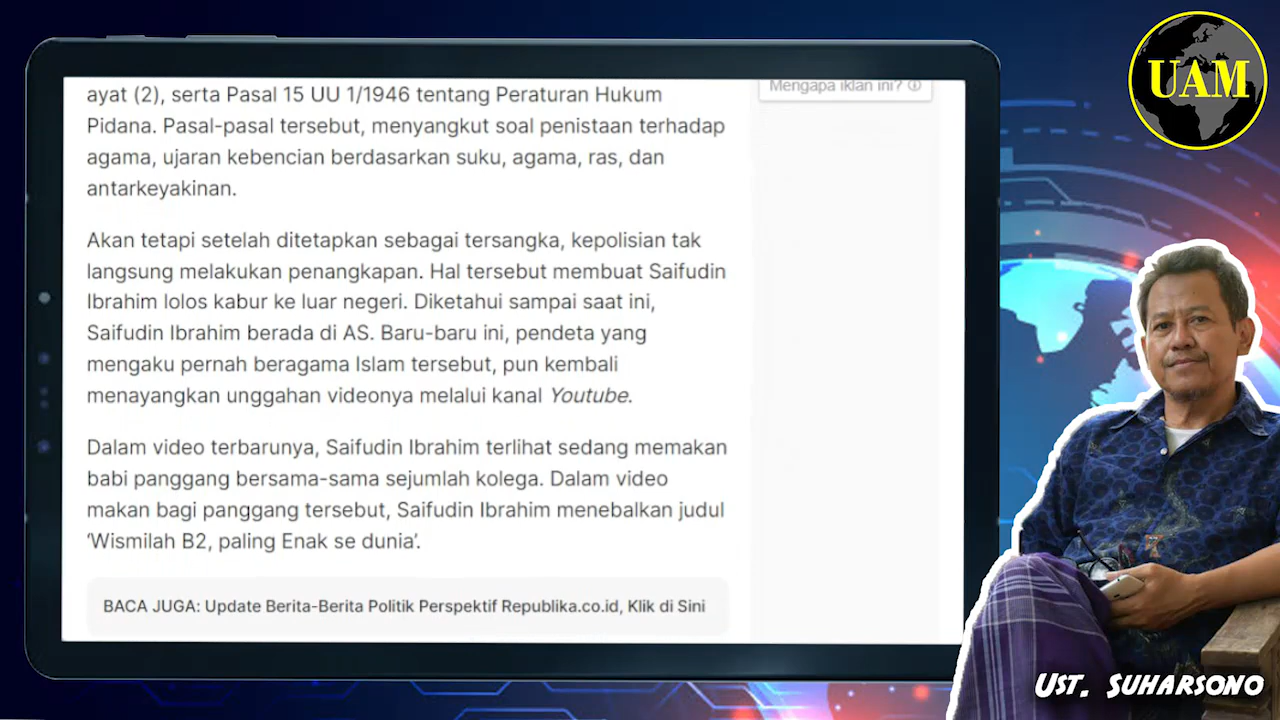 ayat (2), serta Pasal 15 UU 1/1946 tentang Peraturan Hukum
Pidana. Pasal-pasal tersebut, menyangkut soal penistaan terhadap
agama, ujaran kebencian berdasarkan suku, agama, ras, dan
antarkeyakinan.
Akan tetapi setelah ditetapkan sebagai tersangka, kepolisian tak
langsung melakukan penangkapan. Hal tersebut membuat Saifudin
Ibrahim lolos kabur ke luar negeri. Diketahui sampai saat ini,
Saifudin Ibrahim berada di AS. Baru-baru ini, pendeta yang
mengaku pernah beragama Islam tersebut, pun kembali
menayangkan unggahan videonya melalui kanal Youtube.
Dalam video terbarunya, Saifudin Ibrahim terlihat sedang memakan
babi panggang bersama-sama sejumlah kolega. Dalam video
makan bagi panggang tersebut, Saifudin Ibrahim menebalkan judul
‘Wismilah B2, paling Enak se dunia’.
BACA JUGA: Update Berita-Berita Politik Perspektif Republika.co.id, Klik di Sini
Mengapa iklan ini?
UAM
UST. SUHARSONO